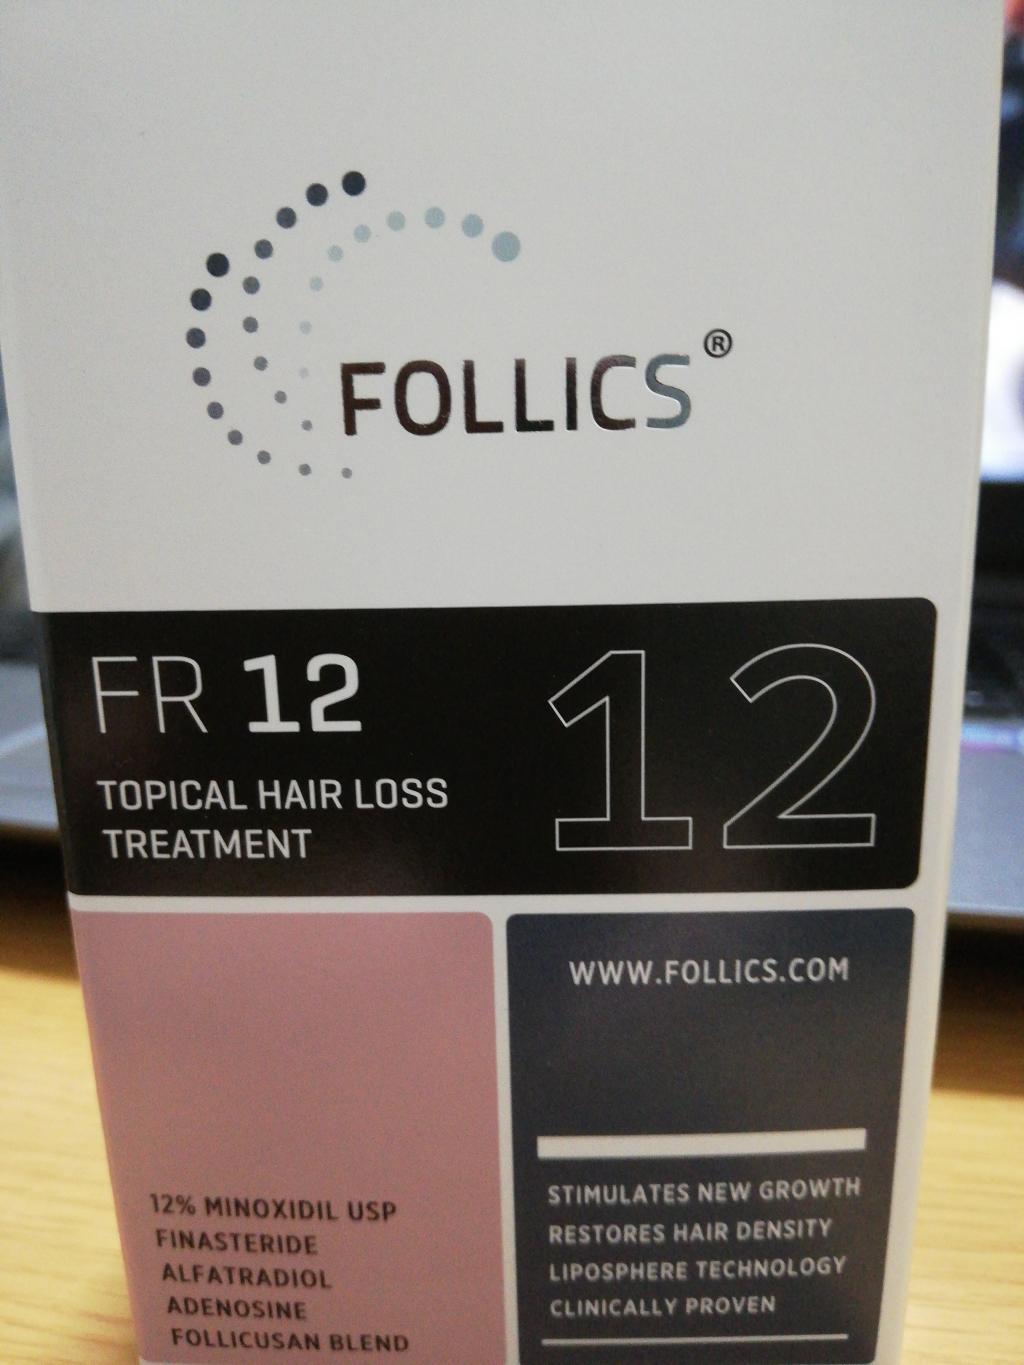 FOLLICS®
FR 12
12
TOPICAL HAIR LOSS
TREATMENT
12% MINOXIDIL USP
FINASTERIDE
ALFATRADIOL
ADENOSINE
FOLLICUSAN BLEND
WWW.FOLLICS.COM
STIMULATES NEW GROWTH
RESTORES HAIR DENSITY
LIPOSPHERE TECHNOLOGY
CLINICALLY PROVEN